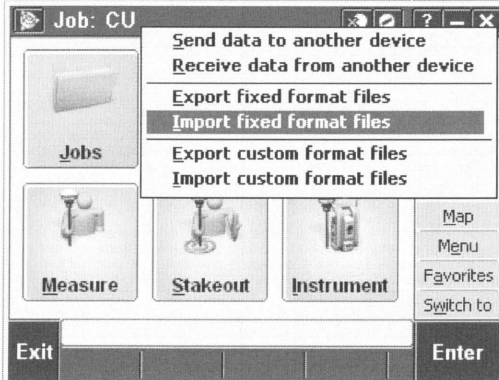 Job: CU
? – X
Send data to another device
Receive data from another device
Export fixed format files
Import fixed format files
Export custom format files
Import custom format files
Jobs
Measure
Stakeout
Instrument
Map
Menu
Favorites
Switch to
Exit
Enter